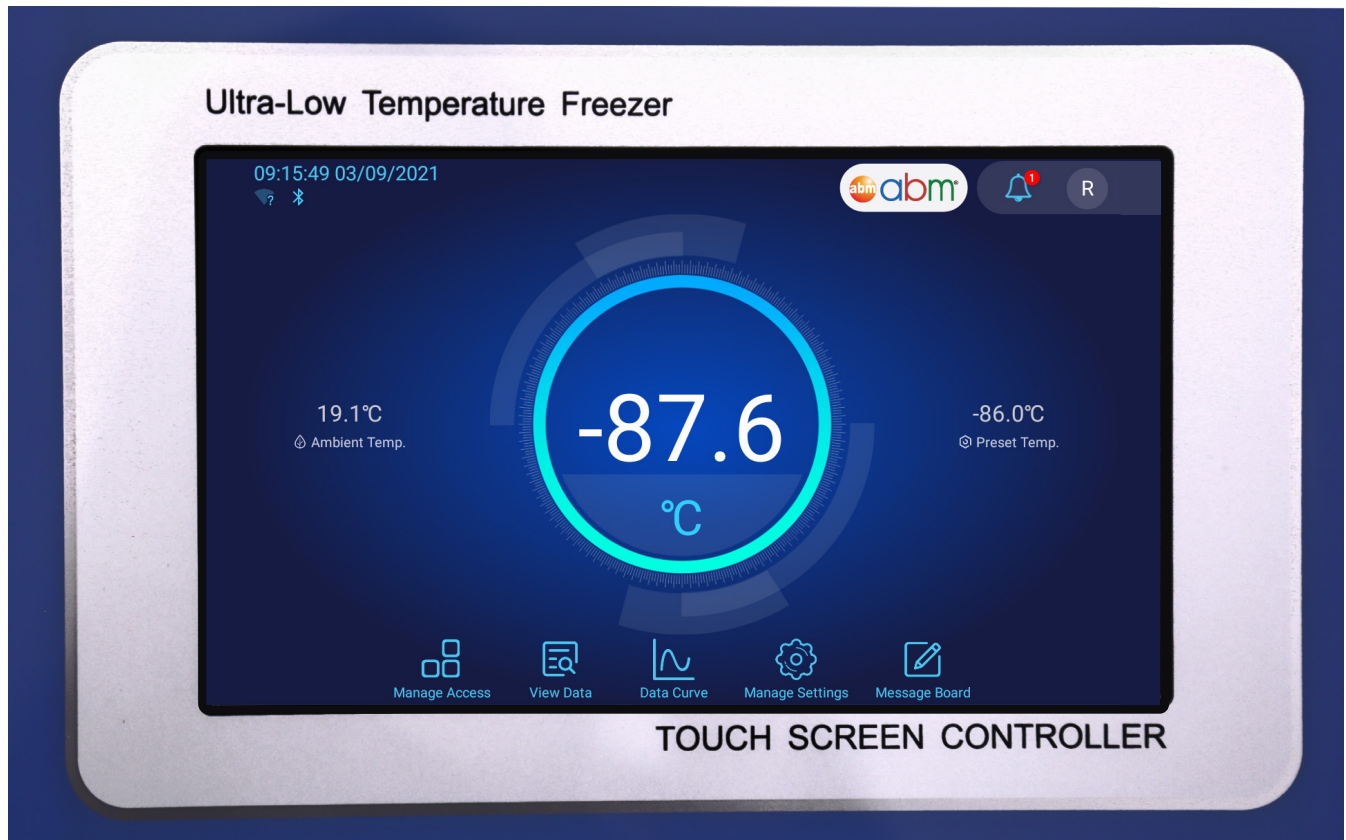 Ultra-Low Temperature Freezer
09:15:49 03/09/2021
?
abm abm
1
R
-87.6
℃
19.1℃
Ambient Temp.
-86.0℃
Preset Temp.
Manage Access
View Data
Data Curve
Manage Settings
Message Board
TOUCH SCREEN CONTROLLER